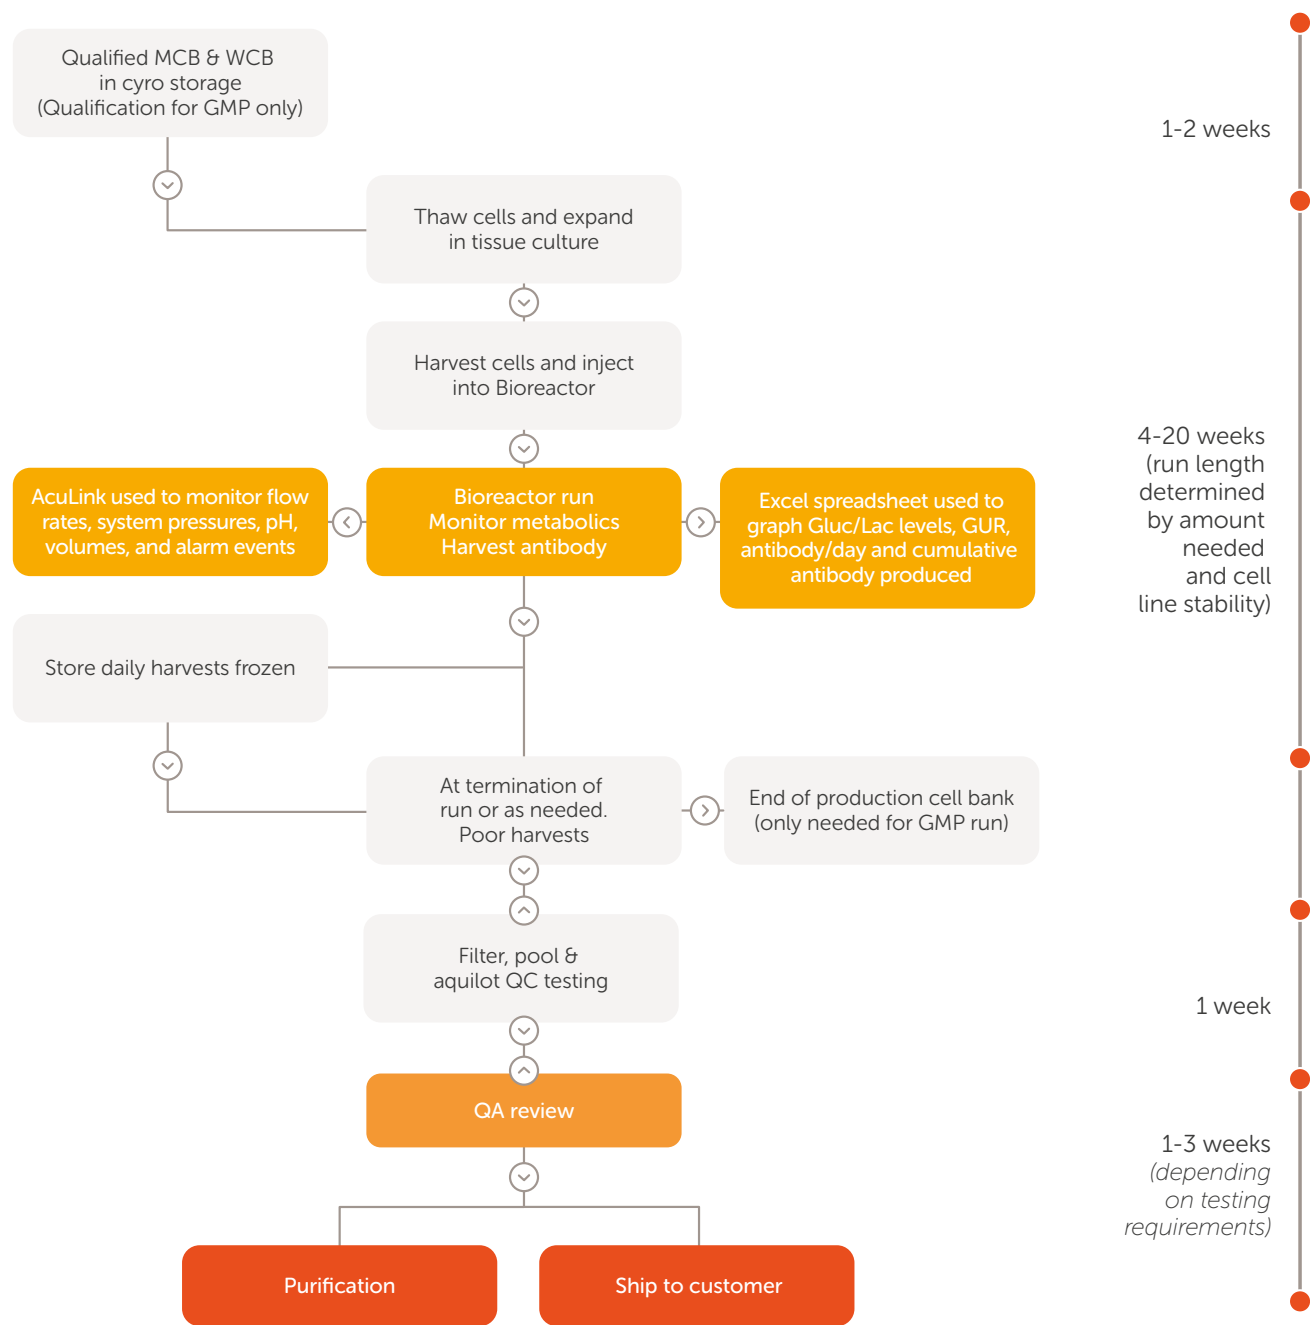 Qualified MCB & WCB
in cyro storage
(Qualification for GMP only)
1-2 weeks
Thaw cells and expand
in tissue culture
Harvest cells and inject
into Bioreactor
AcuLink used to monitor flow
rates, system pressures, pH,
volumes, and alarm events
Bioreactor run
Monitor metabolics
Harvest antibody
Excel spreadsheet used to
graph Gluc/Lac levels, GUR,
antibody/day and cumulative
antibody produced
4-20 weeks
(run length
determined
by amount
needed
and cell
line stability)
Store daily harvests frozen
At termination of
run or as needed.
Poor harvests
End of production cell bank
(only needed for GMP run)
Filter, pool &
aquilot QC testing
1 week
QA review
1-3 weeks
(depending
on testing
requirements)
Purification
Ship to customer